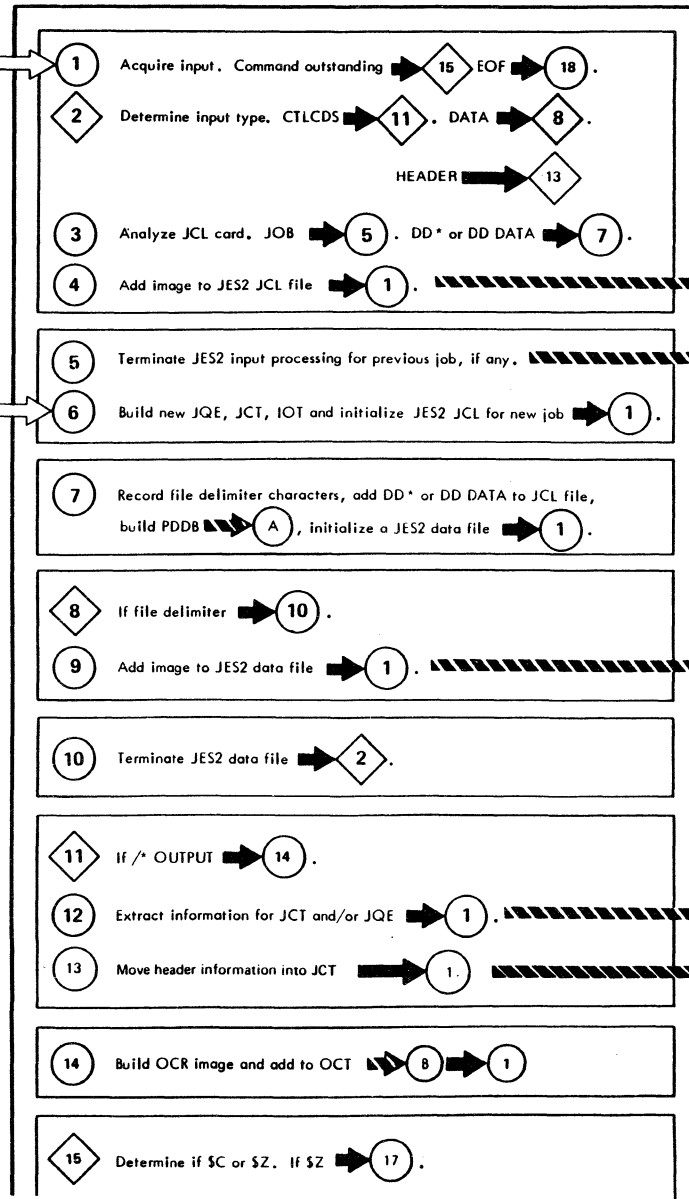 1 Acquire input. Command outstanding 15 EOF 18 .
2 Determine input type. CTLCDS 11 . DATA 8 .
HEADER 13
3 Analyze JCL card. JOB 5 . DD * or DD DATA 7 .
4 Add image to JES2 JCL file 1 .
5 Terminate JES2 input processing for previous job, if any.
6 Build new JQE, JCT, IOT and initialize JES2 JCL for new job 1 .
7 Record file delimiter characters, add DD * or DD DATA to JCL file,
build PDDB A , initialize a JES2 data file 1 .
8 If file delimiter 10 .
9 Add image to JES2 data file 1 .
10 Terminate JES2 data file 2 .
11 If /* OUTPUT 14 .
12 Extract information for JCT and/or JQE 1 .
13 Move header information into JCT 1.
14 Build OCR image and add to OCT B 1
15 Determine if $C or $Z. If $Z 17 .